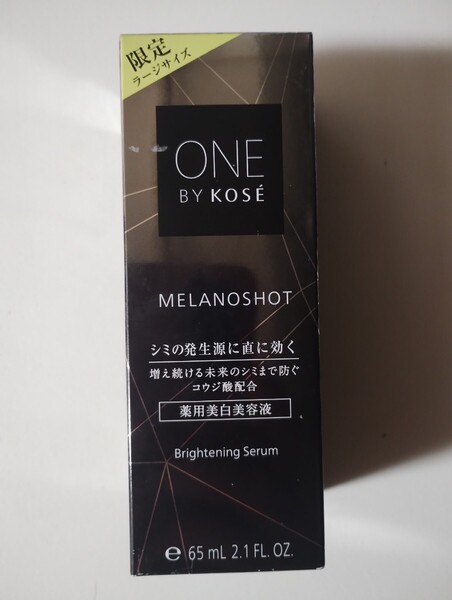 限定
ラージサイズ
ONE
BY KOSÉ
MELANOSHOT
シミの発生源に直に効く
増え続ける未来のシミまで防ぐ
コウジ酸配合
薬用美白美容液
Brightening Serum
℮ 65 mL 2.1 FL. OZ.